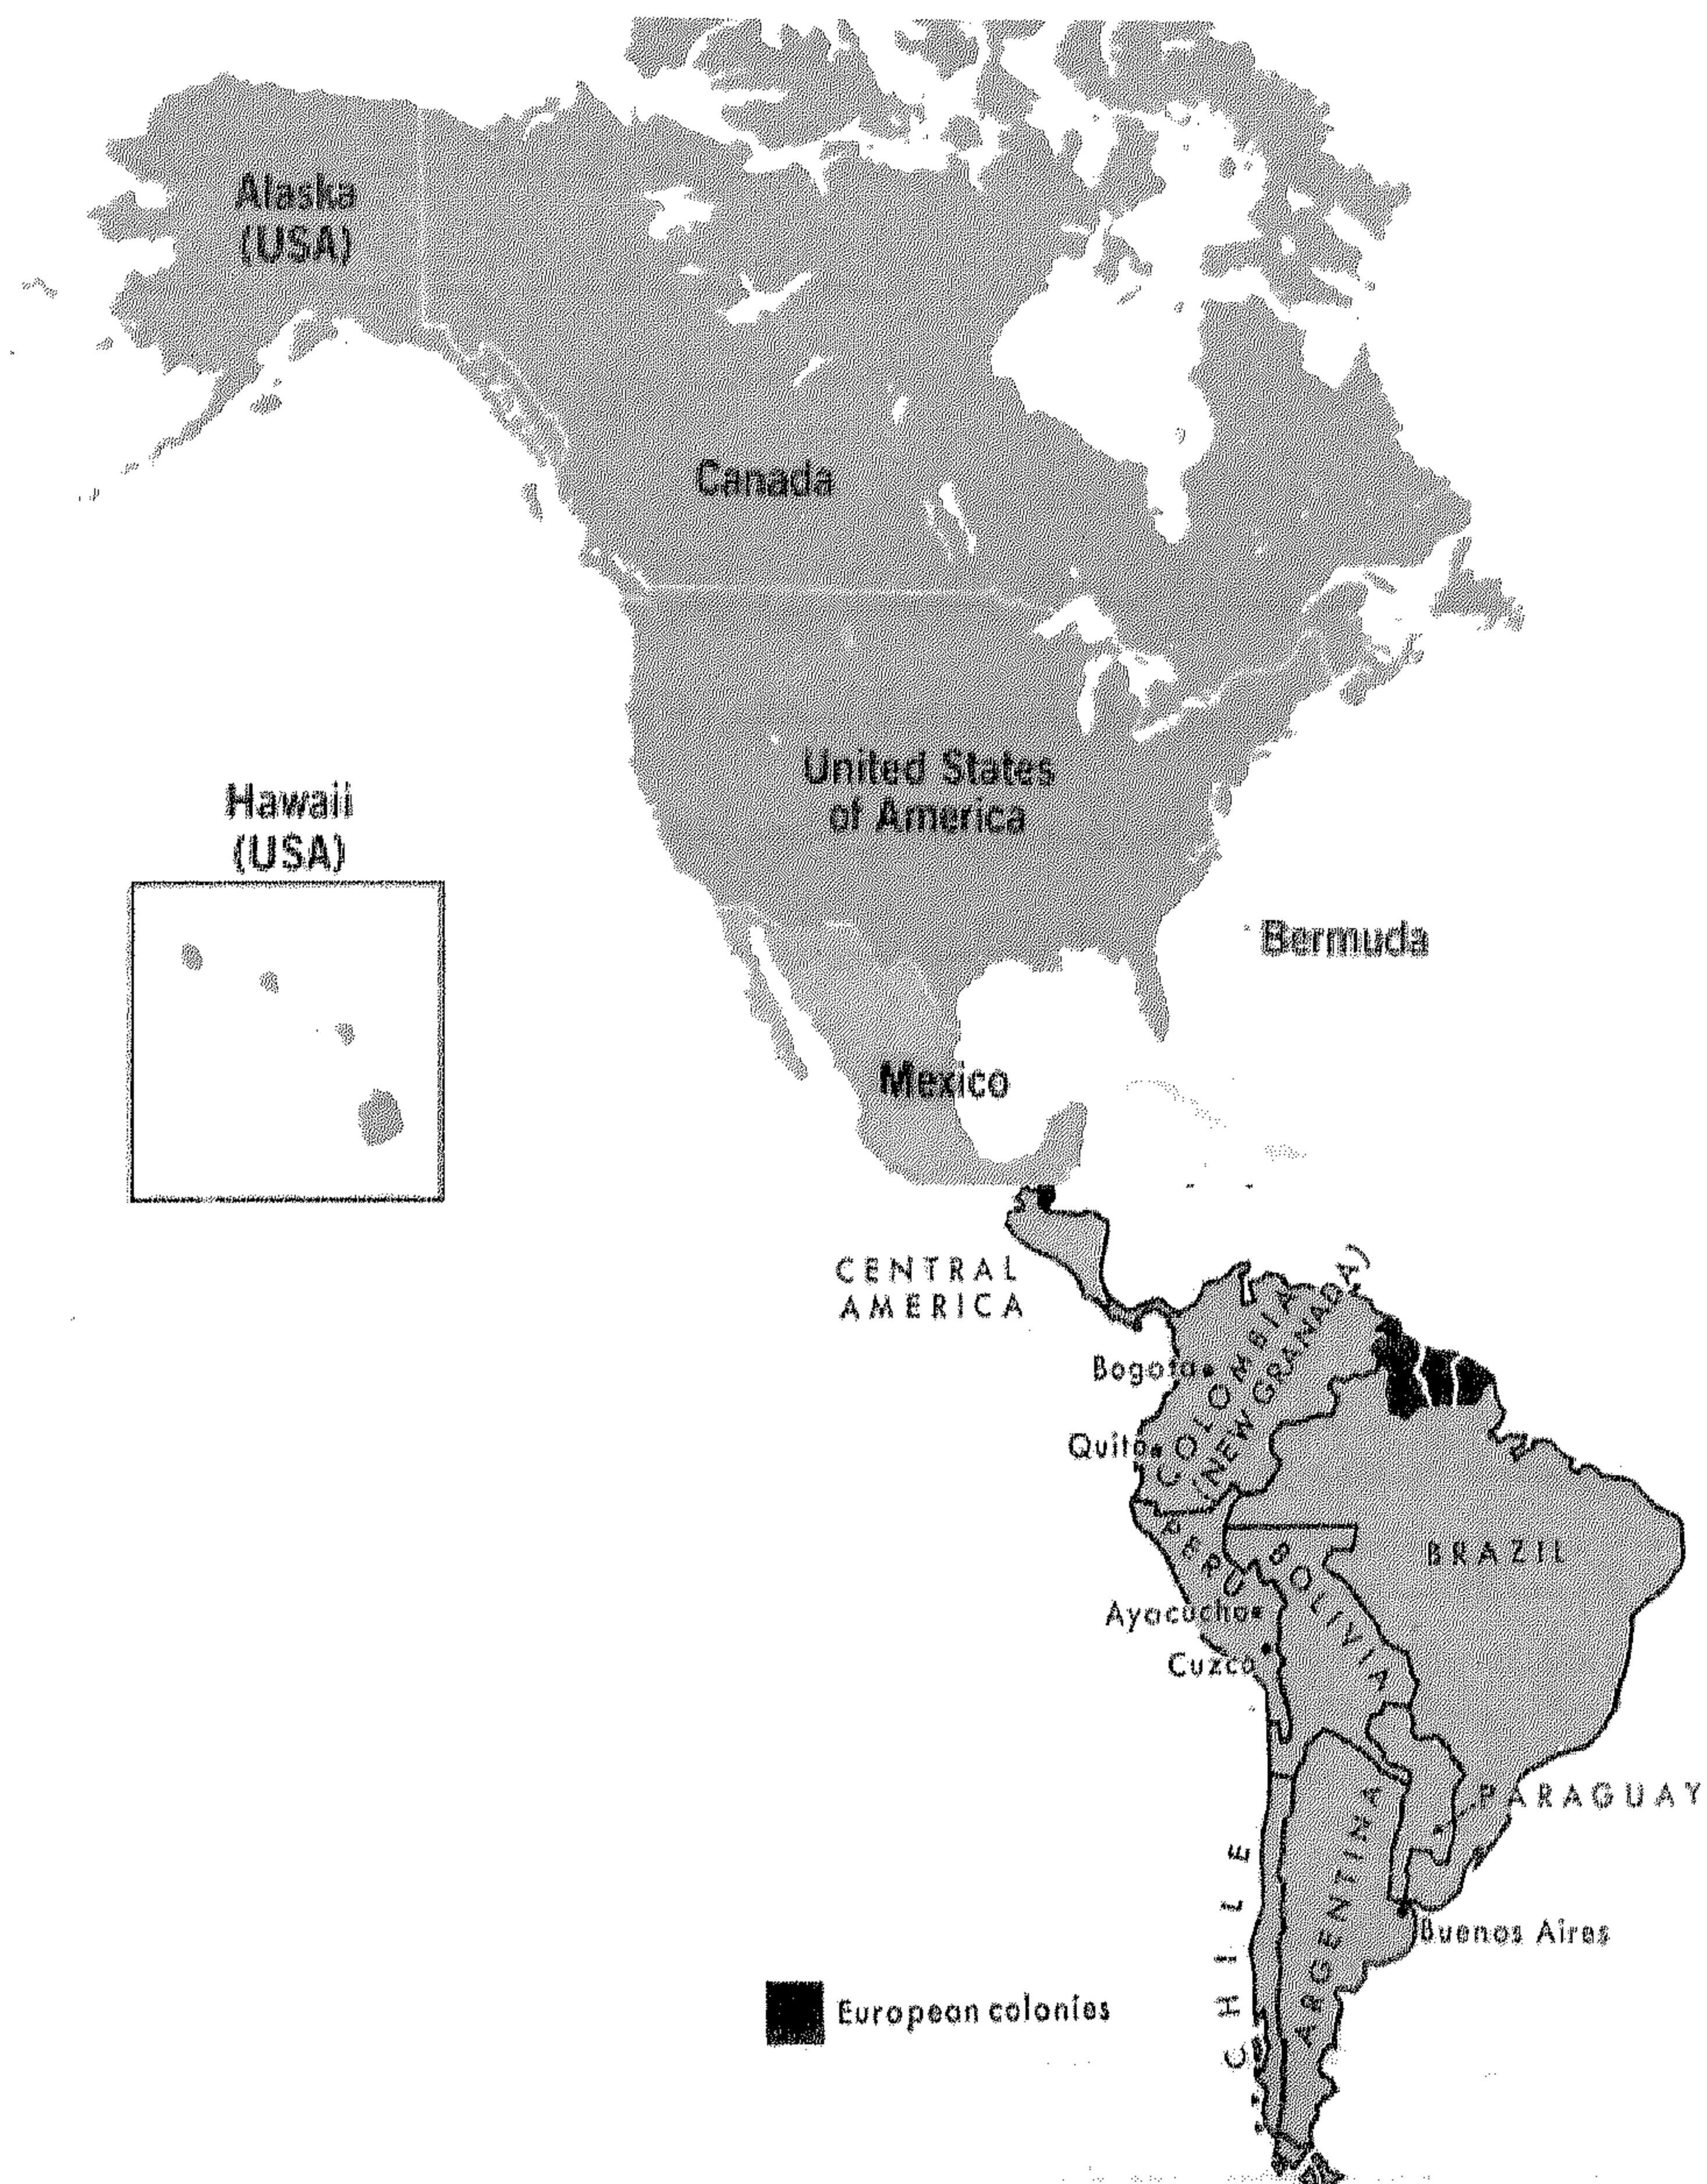 Alaska
(USA)
Canada
United States
of America
Hawaii
(USA)
Bermuda
Mexico
CENTRAL
AMERICA
COLOMBIA
(NEW GRANADA)
Bogota
Quito
PERU
BOLIVIA
BRAZIL
Ayacucho
Cuzco
PARAGUAY
CHILE
ARGENTINA
Buenos Aires
European colonies